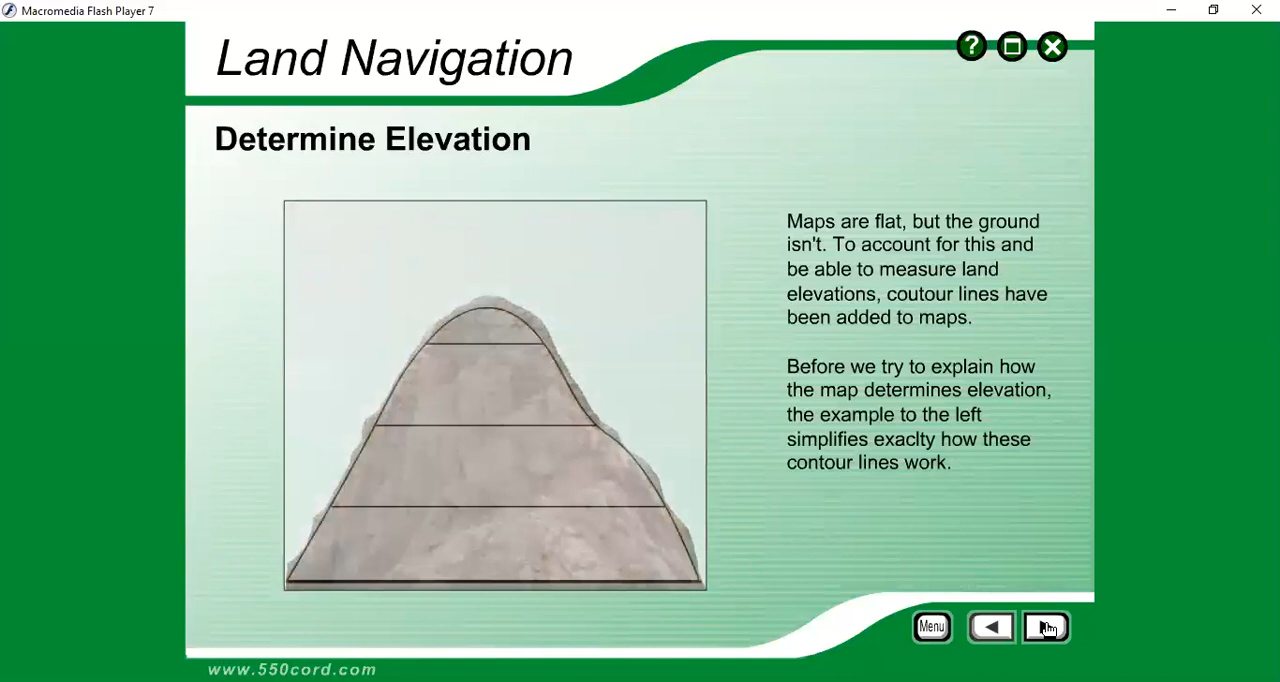 Macromedia Flash Player 7
Land Navigation
?
Determine Elevation
Maps are flat, but the ground
isn't. To account for this and
be able to measure land
elevations, coutour lines have
been added to maps.
Before we try to explain how
the map determines elevation,
the example to the left
simplifies exaclty how these
contour lines work.
Menu
www.550cord.com